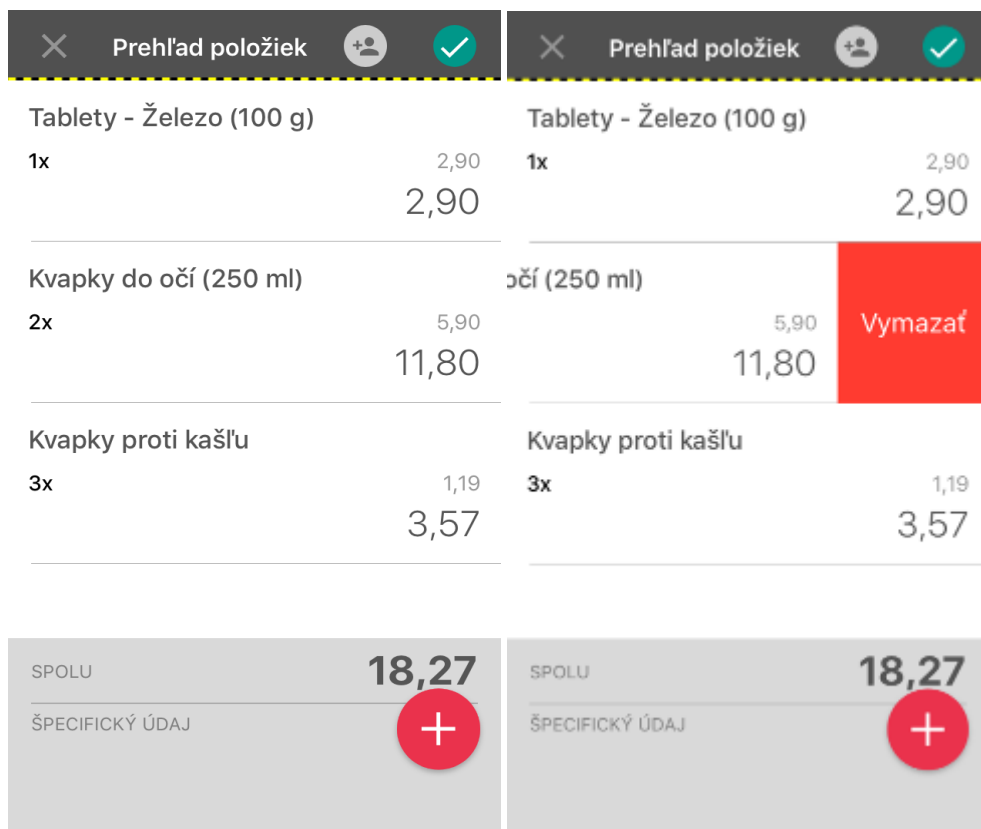 Prehľad položiek
Tablety - Železo (100 g)
1x
2,90
2,90
Kvapky do očí (250 ml)
2x
5,90
11,80
Kvapky proti kašľu
3x
1,19
3,57
SPOLU
18,27
ŠPECIFICKÝ ÚDAJ
Prehľad položiek
Tablety - Železo (100 g)
1x
2,90
2,90
očí (250 ml)
5,90
11,80
Vymazať
Kvapky proti kašľu
3x
1,19
3,57
SPOLU
18,27
ŠPECIFICKÝ ÚDAJ